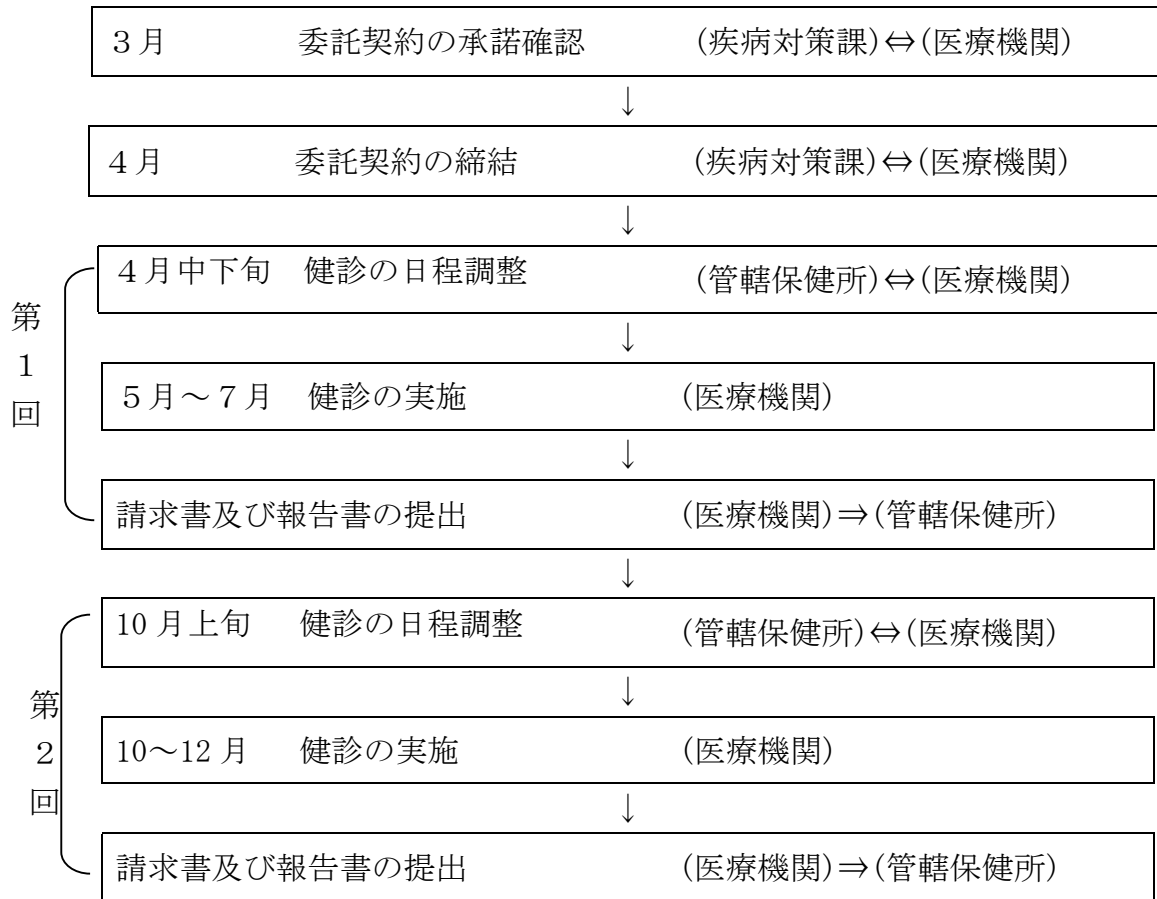 ３月 委託契約の承諾確認 (疾病対策課)⇔(医療機関)
↓
４月 委託契約の締結 (疾病対策課)⇔(医療機関)
↓
第１回
４月中下旬 健診の日程調整 (管轄保健所)⇔(医療機関)
↓
５月～７月 健診の実施 (医療機関)
↓
請求書及び報告書の提出 (医療機関)⇒(管轄保健所)
↓
第２回
10月上旬 健診の日程調整 (管轄保健所)⇔(医療機関)
↓
10～12月 健診の実施 (医療機関)
↓
請求書及び報告書の提出 (医療機関)⇒(管轄保健所)